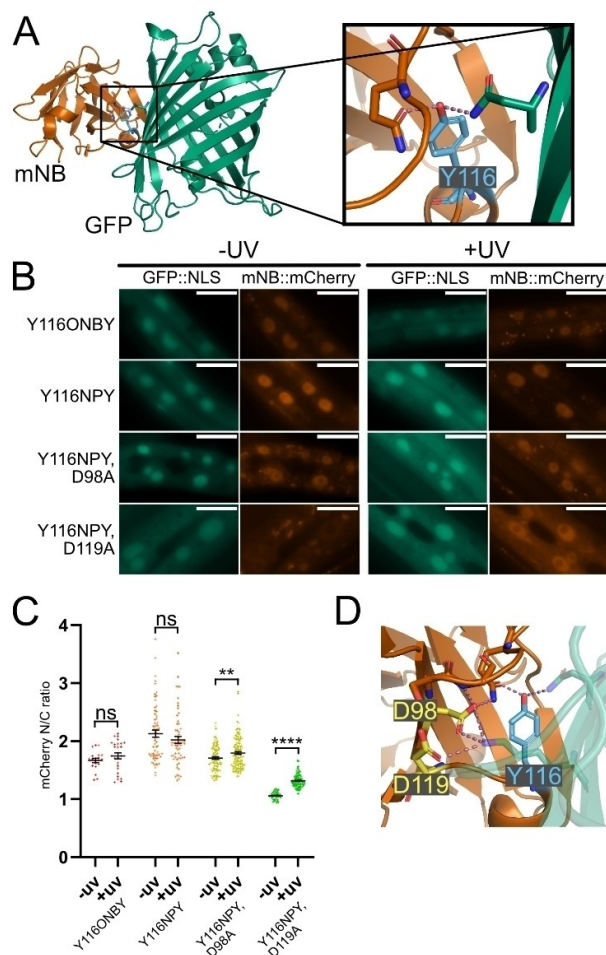 A
mNB
GFP
Y116
-UV
+UV
B
GFP::NLS mNB::mCherry GFP::NLS mNB::mCherry
Y116ONBY
Y116NPY
Y116NPY,
D98A
Y116NPY,
D119A
C
mCherry N/C ratio
4
3
2
1
0
ns
ns
**
****
-uv
+uv
-uv
+uv
-uv
+uv
-uv
+uv
Y116ONBY
Y116NPY
Y116NPY,
D98A
Y116NPY,
D119A
D
D98
D119
Y116